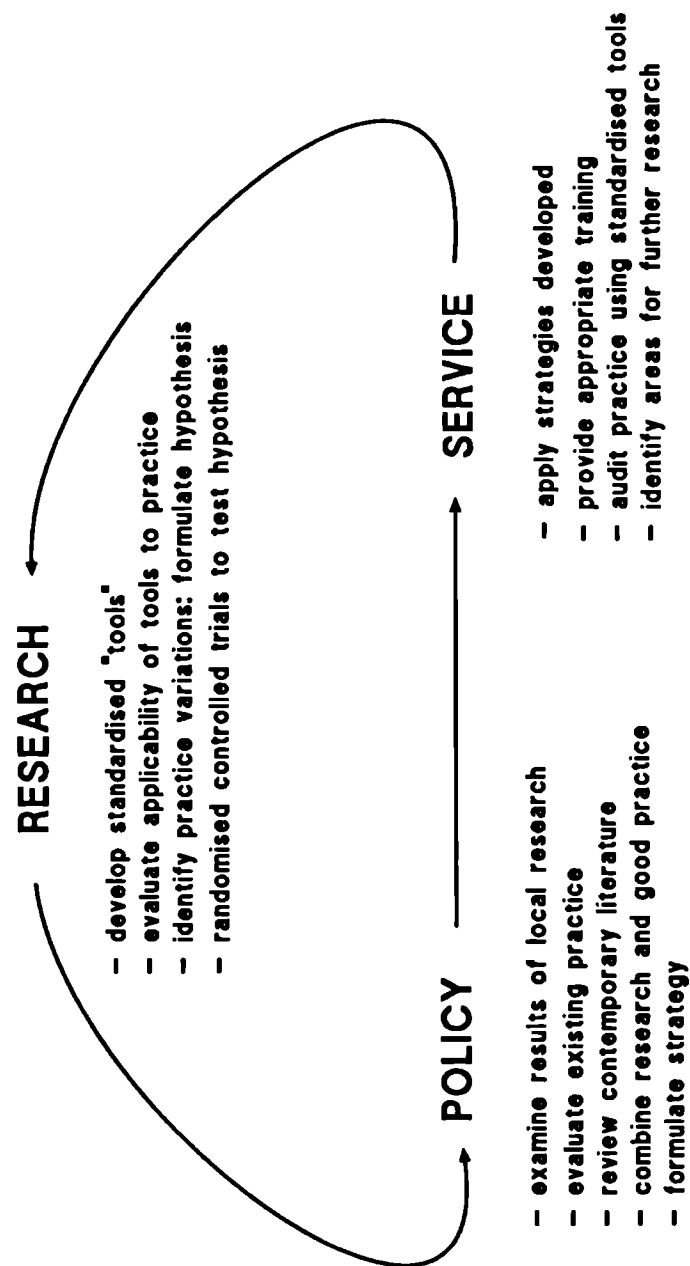 RESEARCH
- develop standardised "tools"
- evaluate applicability of tools to practice
- identify practice variations: formulate hypothesis
- randomised controlled trials to test hypothesis
POLICY
- examine results of local research
- evaluate existing practice
- review contemporary literature
- combine research and good practice
- formulate strategy
SERVICE
- apply strategies developed
- provide appropriate training
- audit practice using standardised tools
- identify areas for further research